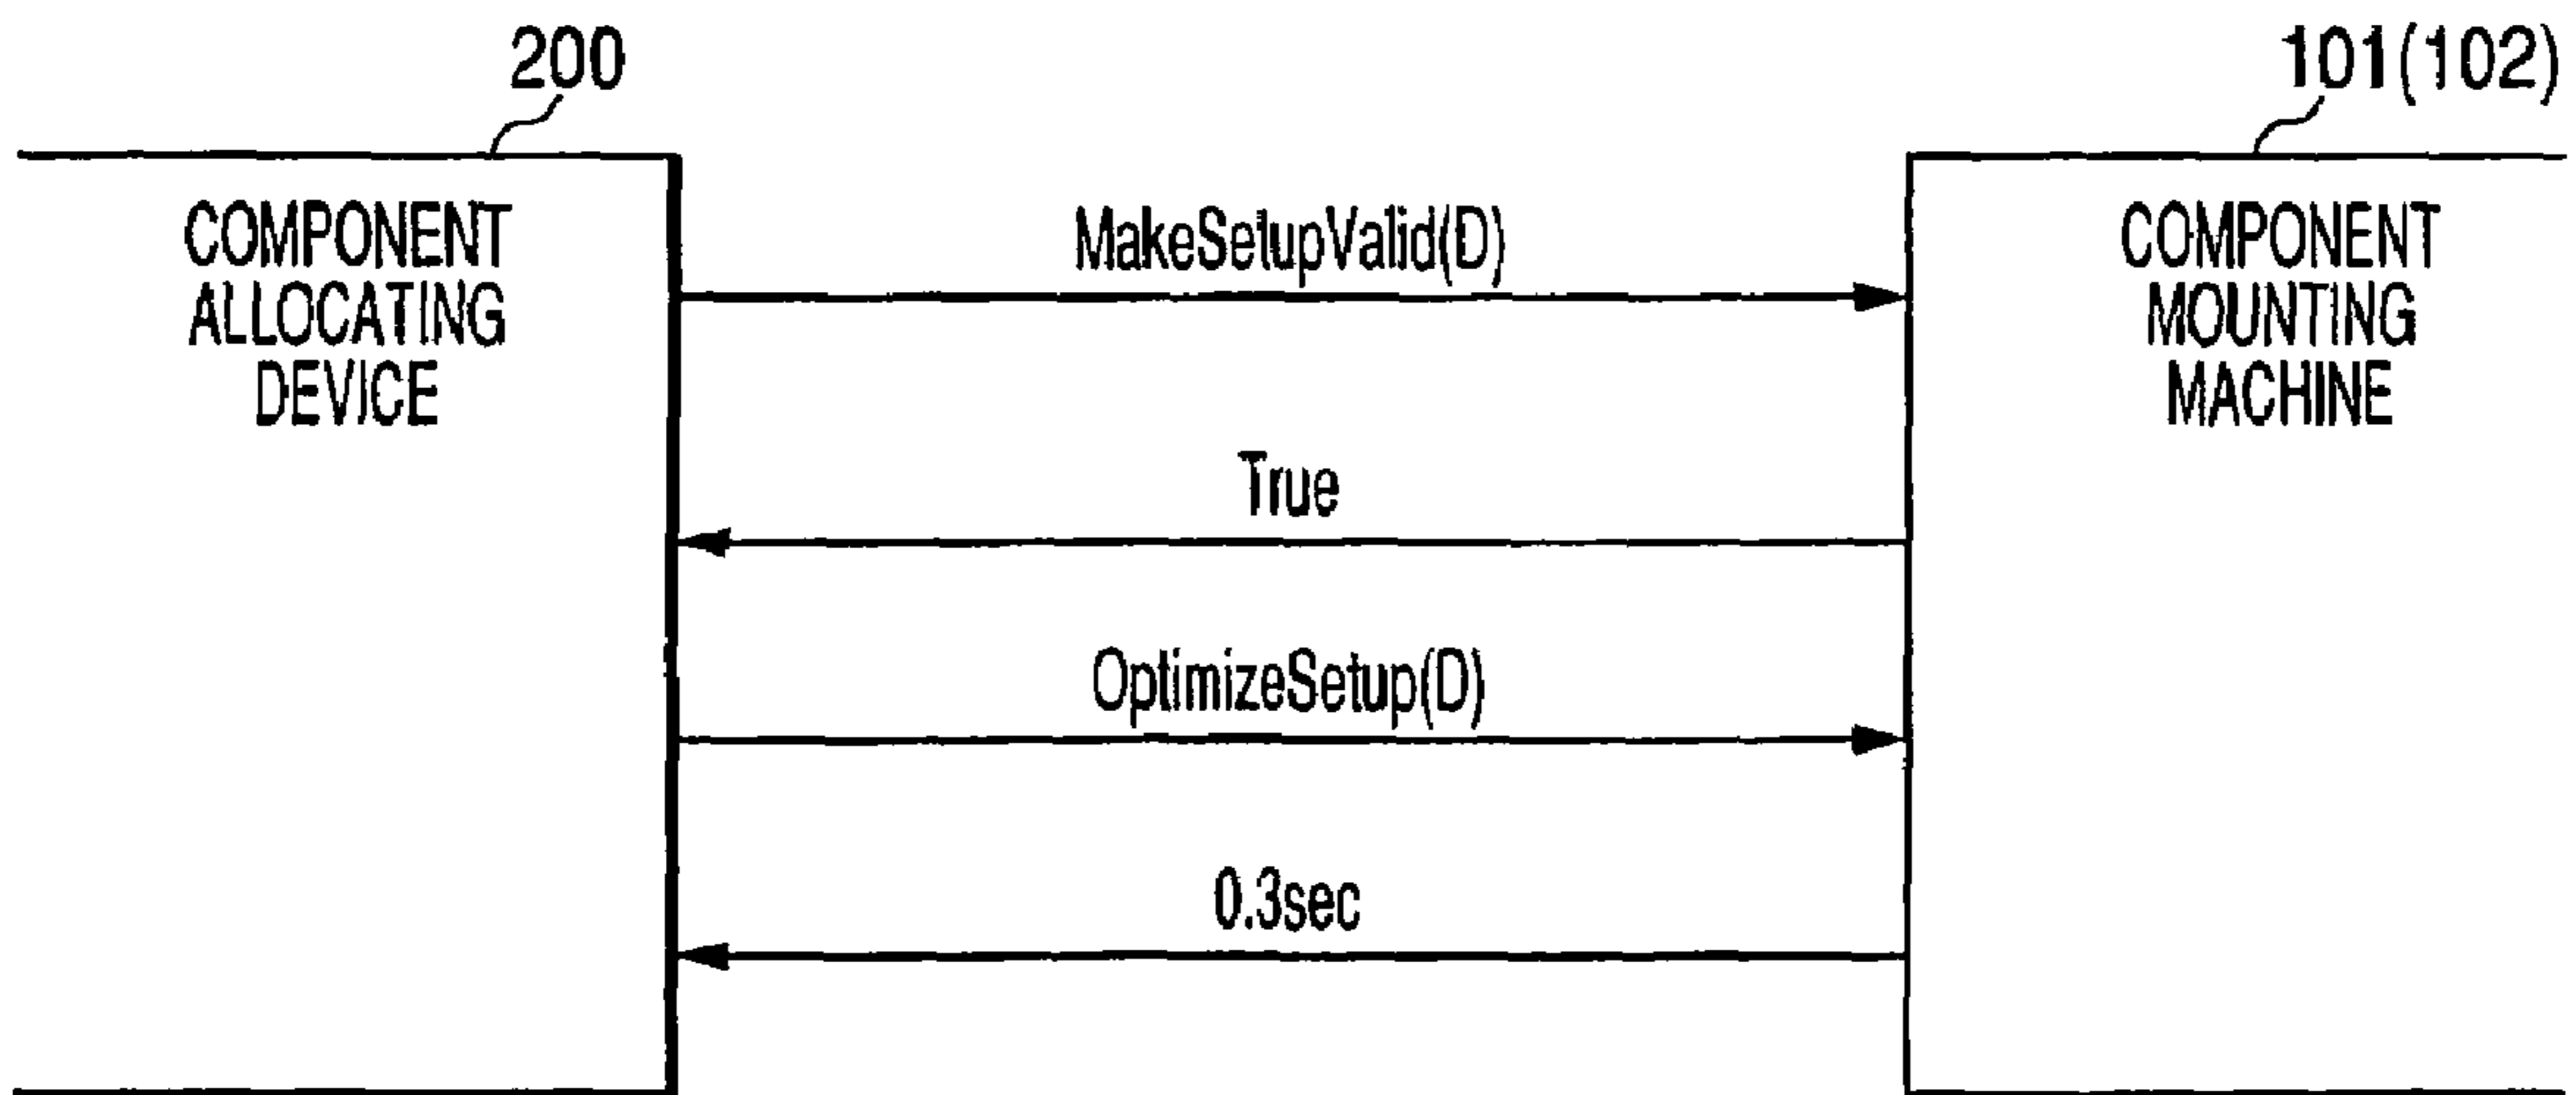 200
101(102)
COMPONENT
ALLOCATING
DEVICE
MakeSetupValid(D)
True
OptimizeSetup(D)
0.3sec
COMPONENT
MOUNTING
MACHINE